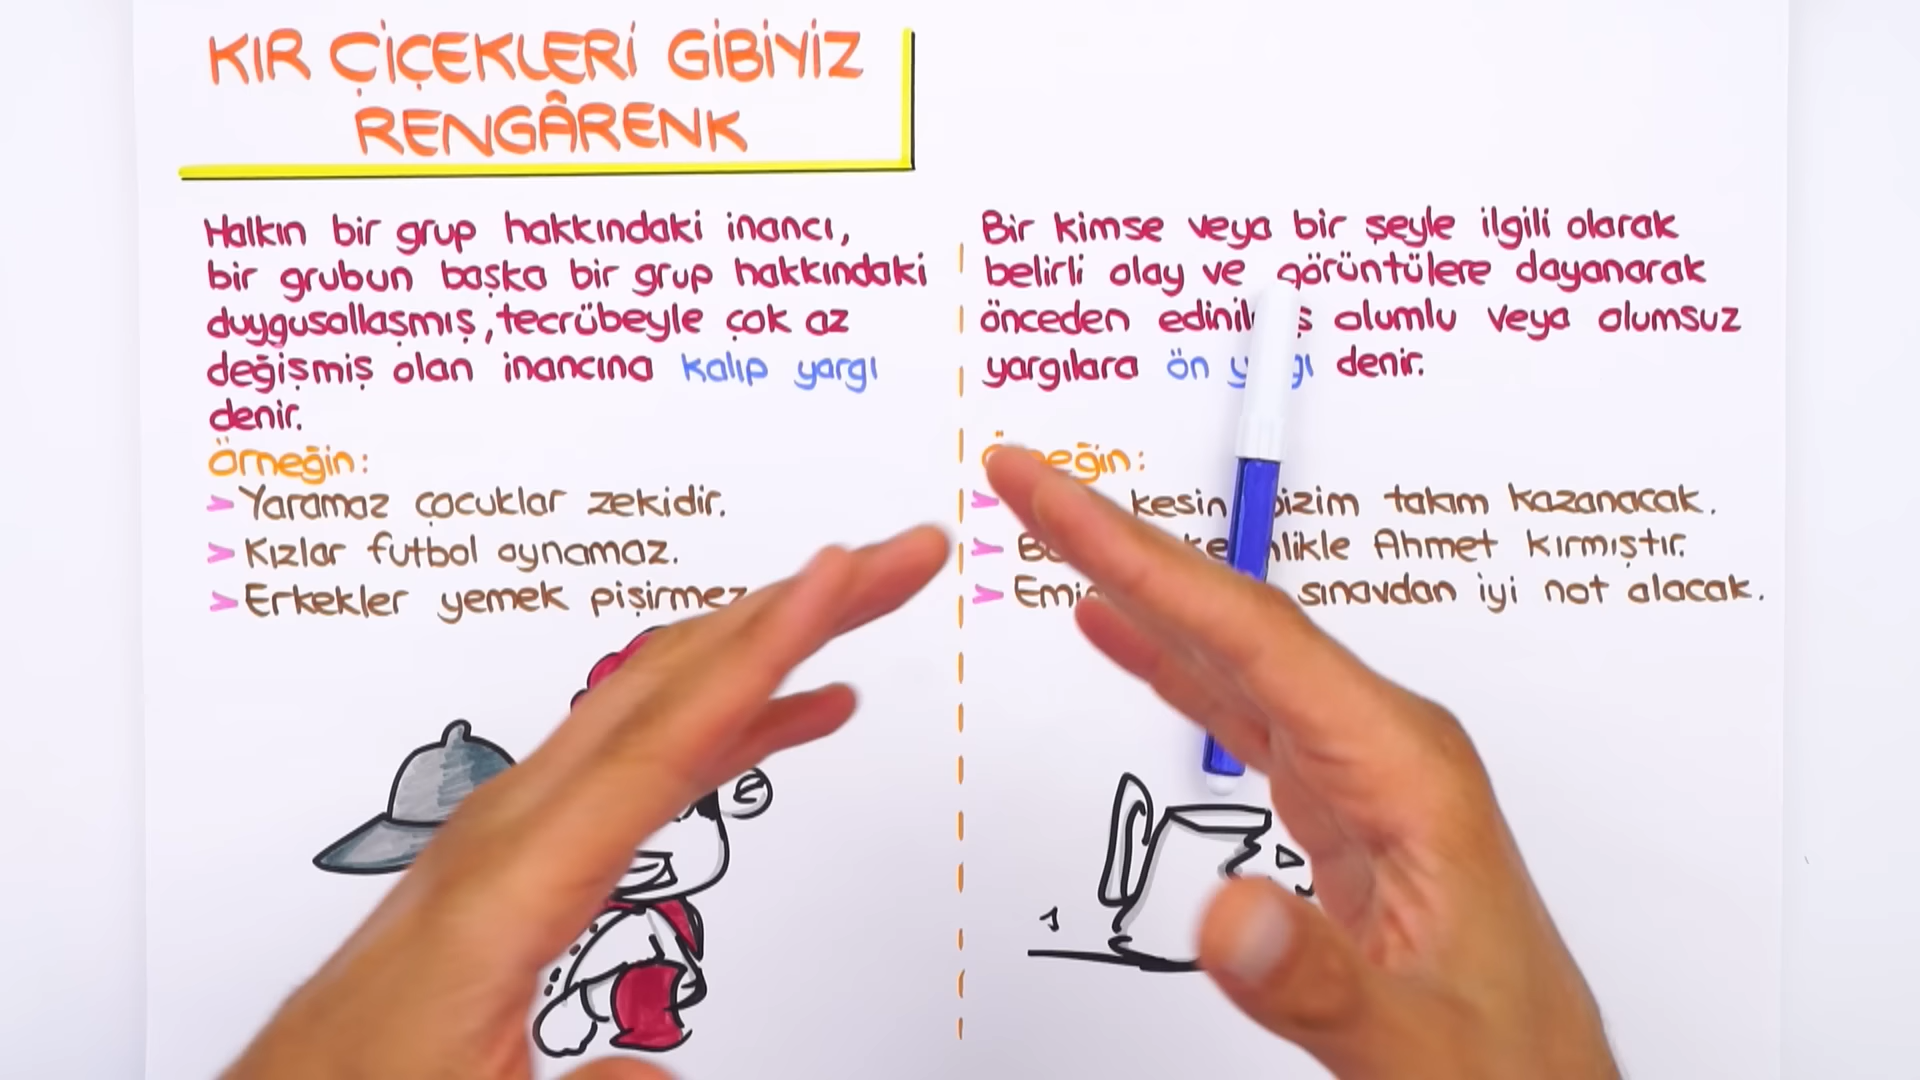 KIR ÇİÇEKLERİ GİBİYİZ
RENGÂRENK
Halkın bir grup hakkındaki inancı,
bir grubun başka bir grup hakkındaki
duygusallaşmış, tecrübeyle çok az
değişmiş olan inancına kalıp yargı
denir.
Örneğin:
➤ Yaramaz çocuklar zekidir.
➤ Kızlar futbol oynamaz.
➤ Erkekler yemek pişirmez
Bir kimse veya bir şeyle ilgili olarak
belirli olay ve görüntülere dayanarak
önceden olumlu veya olumsuz
yargılara ön denir.
➤ kesin bizim takım kazanacak.
➤ Ahmet kırmıştır.
➤ sınavdan iyi not alacak.